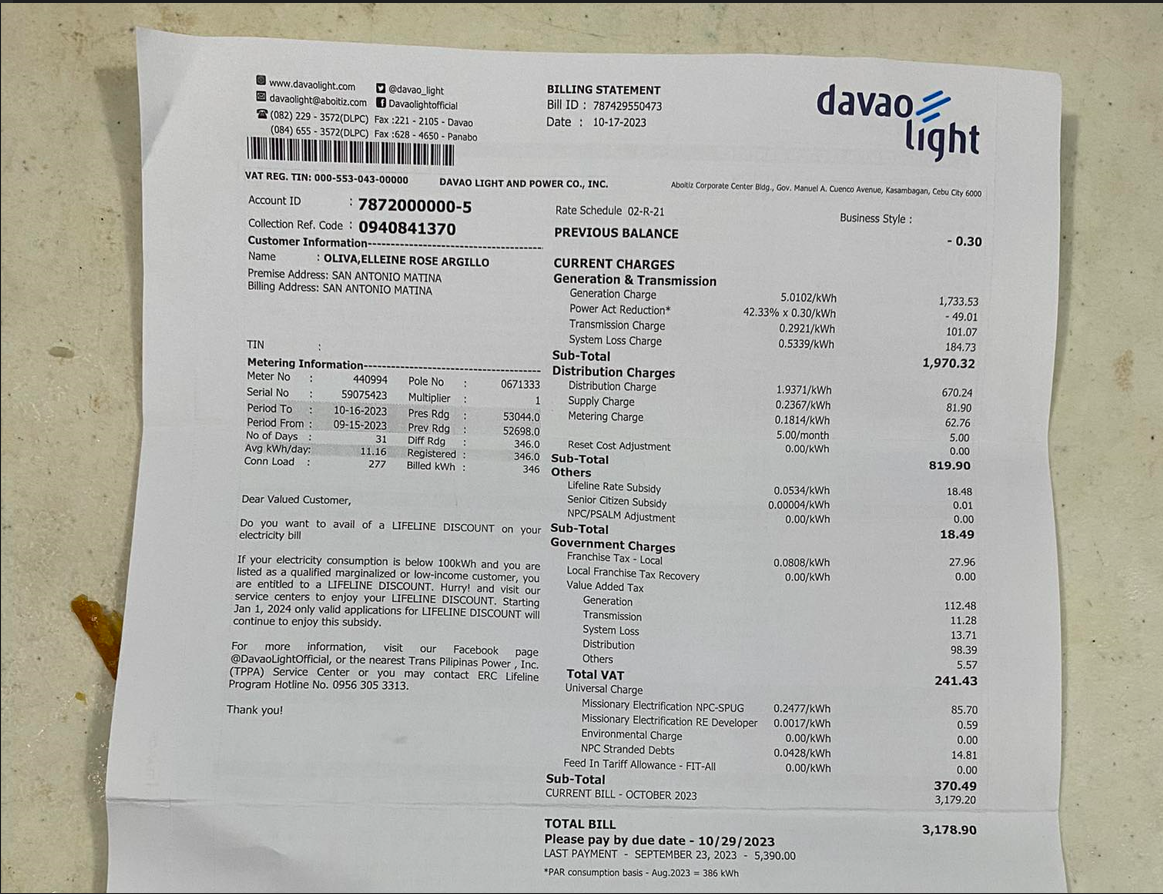 www.davaolight.com @davao_light
davaolight@aboitiz.com Davaolightofficial
(082) 229 - 3572(DLPC) Fax :221 - 2105 - Davao
(084) 655 - 3572(DLPC) Fax :628 - 4650 - Panabo
BILLING STATEMENT
Bill ID : 787429550473
Date : 10-17-2023
davao
light
VAT REG. TIN: 000-553-043-00000 DAVAO LIGHT AND POWER CO., INC. Aboitiz Corporate Center Bldg., Gov. Manuel A. Cuenco Avenue, Kasambagan, Cebu City 6000
Account ID : 7872000000-5
Collection Ref. Code : 0940841370
Customer Information-----------------------------------
Name : OLIVA,ELLEINE ROSE ARGILLO
Premise Address: SAN ANTONIO MATINA
Billing Address: SAN ANTONIO MATINA
TIN :
Metering Information-----------------------------------
Meter No : 440994 Pole No : 0671333
Serial No : 59075423 Multiplier : 1
Period To : 10-16-2023 Pres Rdg : 53044.0
Period From : 09-15-2023 Prev Rdg : 52698.0
No of Days : 31 Diff Rdg : 346.0
Avg kWh/day: 11.16 Registered : 346.0
Conn Load : 277 Billed kWh : 346
Dear Valued Customer,
Do you want to avail of a LIFELINE DISCOUNT on your
electricity bill
If your electricity consumption is below 100kWh and you are
listed as a qualified marginalized or low-income customer, you
are entitled to a LIFELINE DISCOUNT. Hurry! and visit our
service centers to enjoy your LIFELINE DISCOUNT. Starting
Jan 1, 2024 only valid applications for LIFELINE DISCOUNT will
continue to enjoy this subsidy.
For more information, visit our Facebook page
@DavaoLightOfficial, or the nearest Trans Pilipinas Power , Inc.
(TPPA) Service Center or you may contact ERC Lifeline
Program Hotline No. 0956 305 3313.
Thank you!
Rate Schedule 02-R-21 Business Style :
PREVIOUS BALANCE - 0.30
CURRENT CHARGES
Generation & Transmission
Generation Charge 5.0102/kWh 1,733.53
Power Act Reduction* 42.33% x 0.30/kWh - 49.01
Transmission Charge 0.2921/kWh 101.07
System Loss Charge 0.5339/kWh 184.73
Sub-Total 1,970.32
Distribution Charges
Distribution Charge 1.9371/kWh 670.24
Supply Charge 0.2367/kWh 81.90
Metering Charge 0.1814/kWh 62.76
5.00/month 5.00
Reset Cost Adjustment 0.00/kWh 0.00
Sub-Total 819.90
Others
Lifeline Rate Subsidy 0.0534/kWh 18.48
Senior Citizen Subsidy 0.00004/kWh 0.01
NPC/PSALM Adjustment 0.00/kWh 0.00
Sub-Total 18.49
Government Charges
Franchise Tax - Local 0.0808/kWh 27.96
Local Franchise Tax Recovery 0.00/kWh 0.00
Value Added Tax
Generation 112.48
Transmission 11.28
System Loss 13.71
Distribution 98.39
Others 5.57
Total VAT 241.43
Universal Charge
Missionary Electrification NPC-SPUG 0.2477/kWh 85.70
Missionary Electrification RE Developer 0.0017/kWh 0.59
Environmental Charge 0.00/kWh 0.00
NPC Stranded Debts 0.0428/kWh 14.81
Feed In Tariff Allowance - FIT-All 0.00/kWh 0.00
Sub-Total 370.49
CURRENT BILL - OCTOBER 2023 3,179.20
TOTAL BILL 3,178.90
Please pay by due date - 10/29/2023
LAST PAYMENT - SEPTEMBER 23, 2023 - 5,390.00
*PAR consumption basis - Aug.2023 = 386 kWh